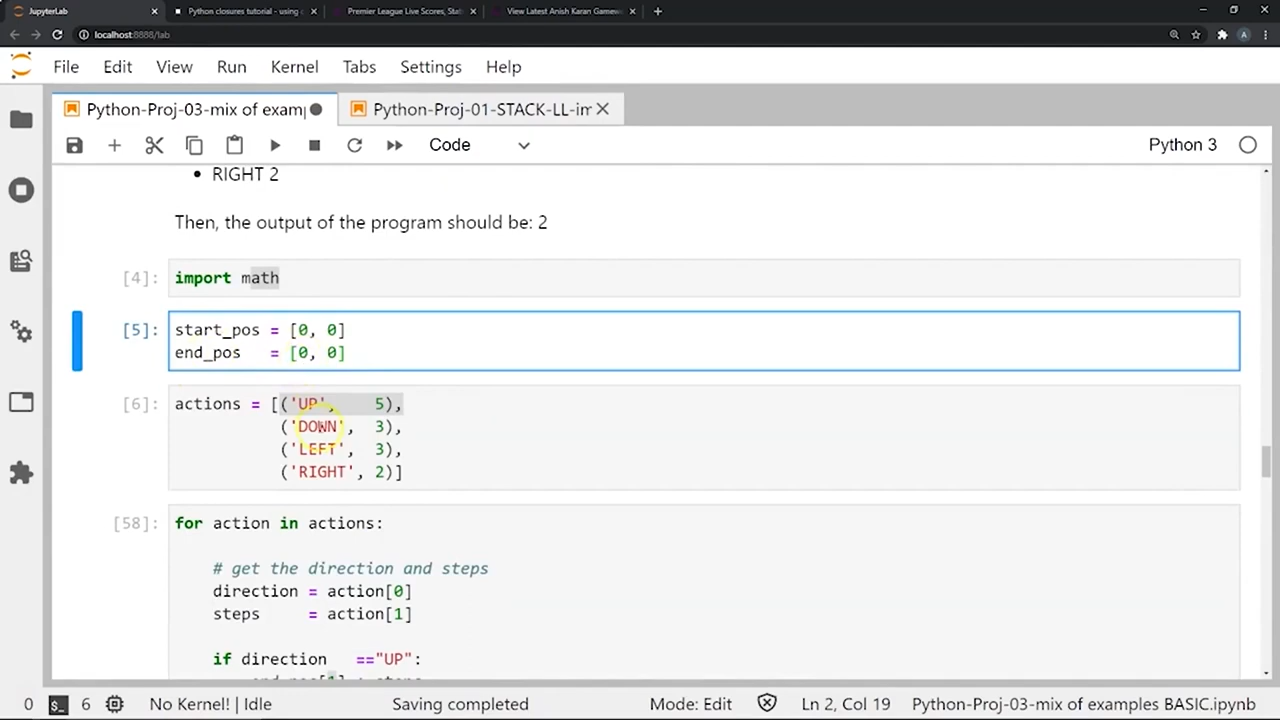 JupyterLab
Python closures tutorial - using
Premier League Live Scores, Stat
View Latest Anish Karan Gamew
localhost:8888/lab
A
File Edit View Run Kernel Tabs Settings Help
Python-Proj-03-mix of examp
Python-Proj-01-STACK-LL-im
Code
Python 3
• RIGHT 2
Then, the output of the program should be: 2
[4]: import math
[5]: start_pos = [0, 0]
end_pos   = [0, 0]
[6]: actions = [('UP',    5),
('DOWN',  3),
('LEFT',  3),
('RIGHT', 2)]
[58]: for action in actions:
# get the direction and steps
direction = action[0]
steps     = action[1]
if direction   =="UP":
0
6
No Kernel! | Idle
Saving completed
Mode: Edit
Ln 2, Col 19
Python-Proj-03-mix of examples BASIC.ipynb